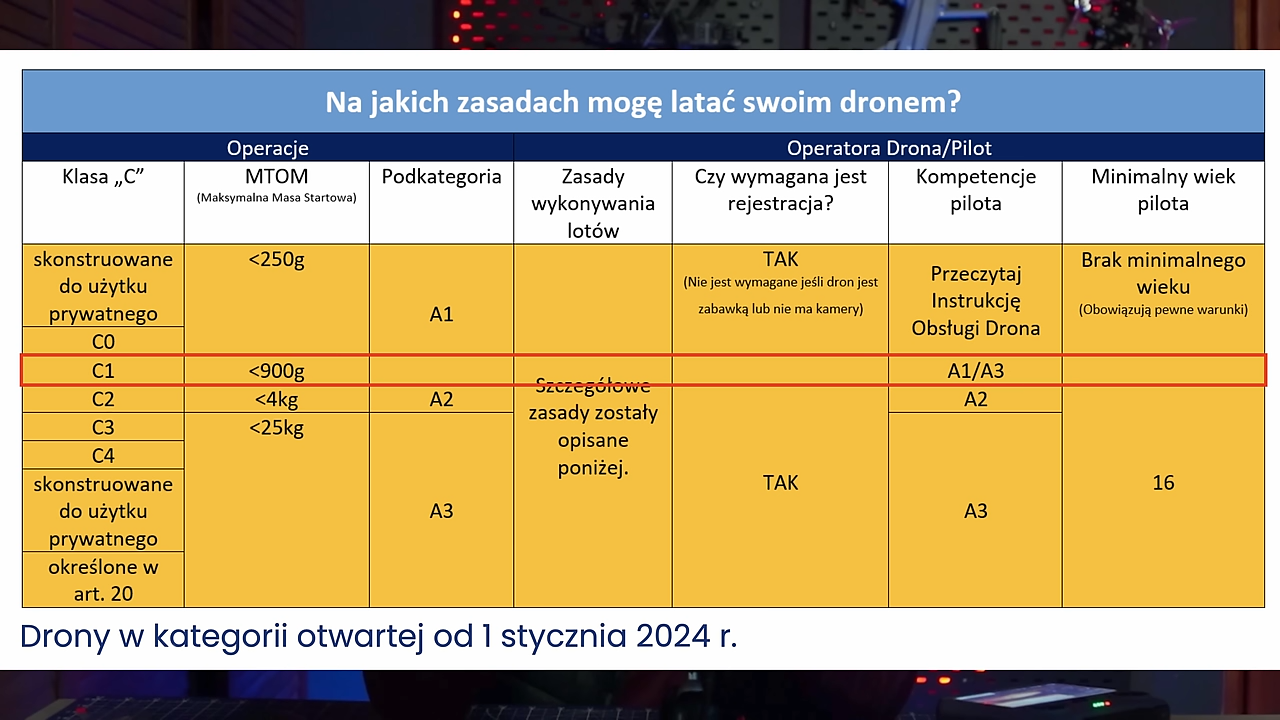 Na jakich zasadach mogę latać swoim dronem?
Operacje
Operatora Drona/Pilot
Klasa „C”
MTOM
(Maksymalna Masa Startowa)
Podkategoria
Zasady
wykonywania
lotów
Czy wymagana jest
rejestracja?
Kompetencje
pilota
Minimalny wiek
pilota
skonstruowane
do użytku
prywatnego
<250g
A1
TAK
(Nie jest wymagane jeśli dron jest
zabawką lub nie ma kamery)
Przeczytaj
Instrukcję
Obsługi Drona
Brak minimalnego
wieku
(Obowiązują pewne warunki)
C0
C1
<900g
A1/A3
Szczegółowe
zasady zostały
opisane
poniżej.
C2
<4kg
A2
A2
C3
<25kg
C4
A3
TAK
A3
16
skonstruowane
do użytku
prywatnego
określone w
art. 20
Drony w kategorii otwartej od 1 stycznia 2024 r.